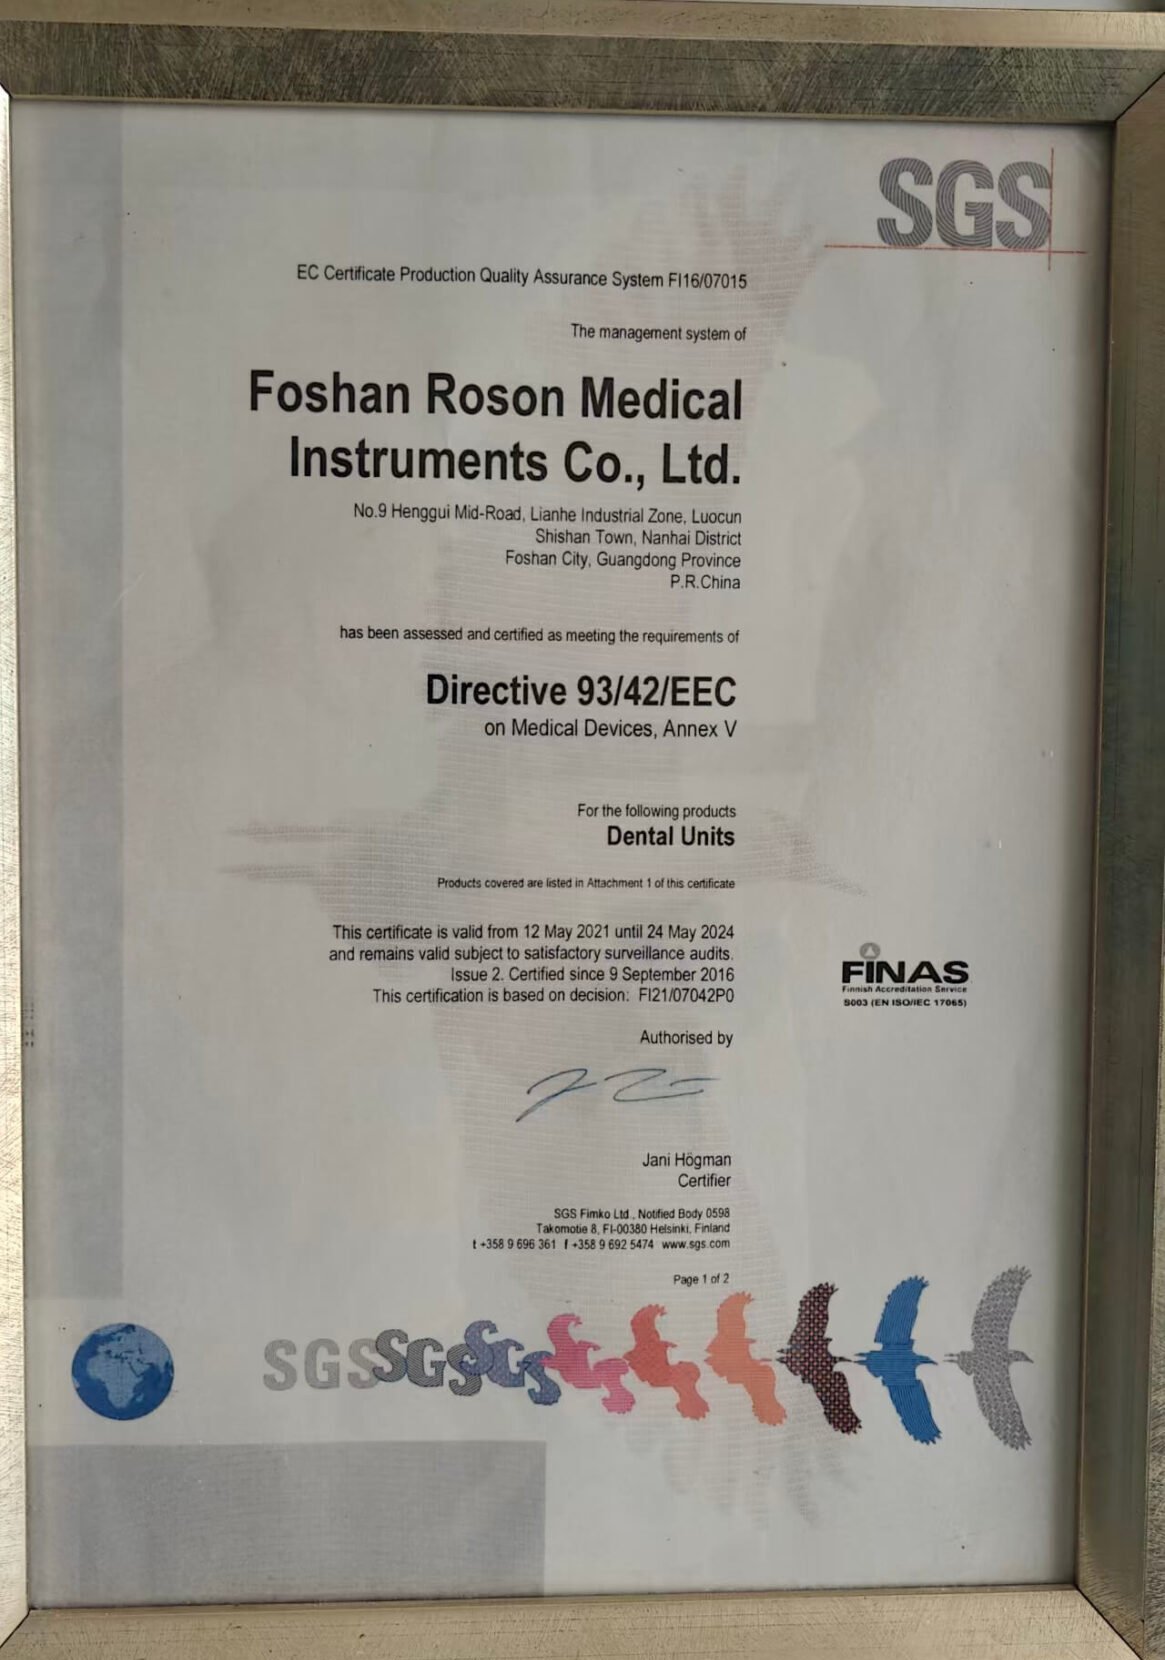 SGS
EC Certificate Production Quality Assurance System FI16/07015
The management system of
Foshan Roson Medical
Instruments Co., Ltd.
No.9 Henggui Mid-Road, Lianhe Industrial Zone, Luocun
Shishan Town, Nanhai District
Foshan City, Guangdong Province
P.R.China
has been assessed and certified as meeting the requirements of
Directive 93/42/EEC
on Medical Devices, Annex V
For the following products
Dental Units
Products covered are listed in Attachment 1 of this certificate
This certificate is valid from 12 May 2021 until 24 May 2024
and remains valid subject to satisfactory surveillance audits.
Issue 2. Certified since 9 September 2016
This certification is based on decision: FI21/07042P0
FINAS
Finnish Accreditation Service
S003 (EN ISO/IEC 17065)
Authorised by
Jani Högman
Certifier
SGS Fimko Ltd., Notified Body 0598
Takomotie 8, FI-00380 Helsinki, Finland
t +358 9 696 361 f +358 9 692 5474 www.sgs.com
Page 1 of 2
SGSSGSSGS